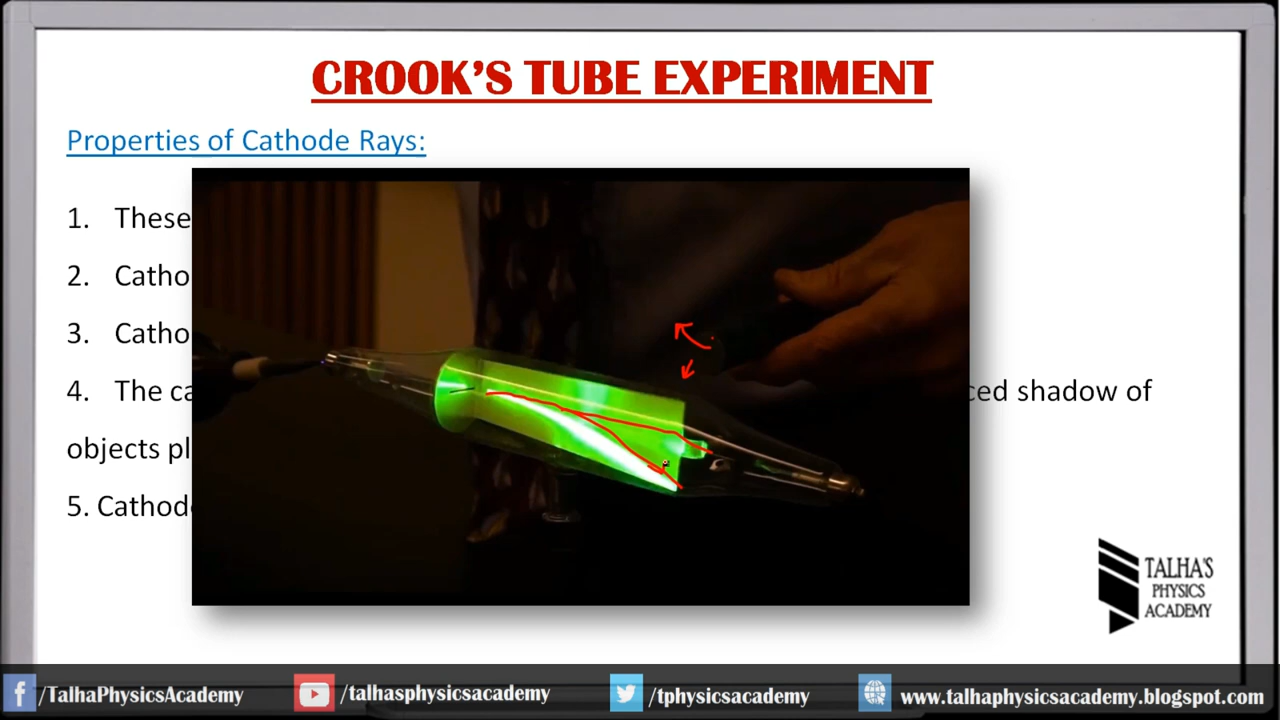 CROOK'S TUBE EXPERIMENT
Properties of Cathode Rays:
1. These
2. Catho
3. Catho
4. The ca ced shadow of
objects pl
5. Cathod
TALHA'S
PHYSICS
ACADEMY
/TalhaPhysicsAcademy /talhasphysicsacademy /tphysicsacademy www.talhaphysicsacademy.blogspot.com